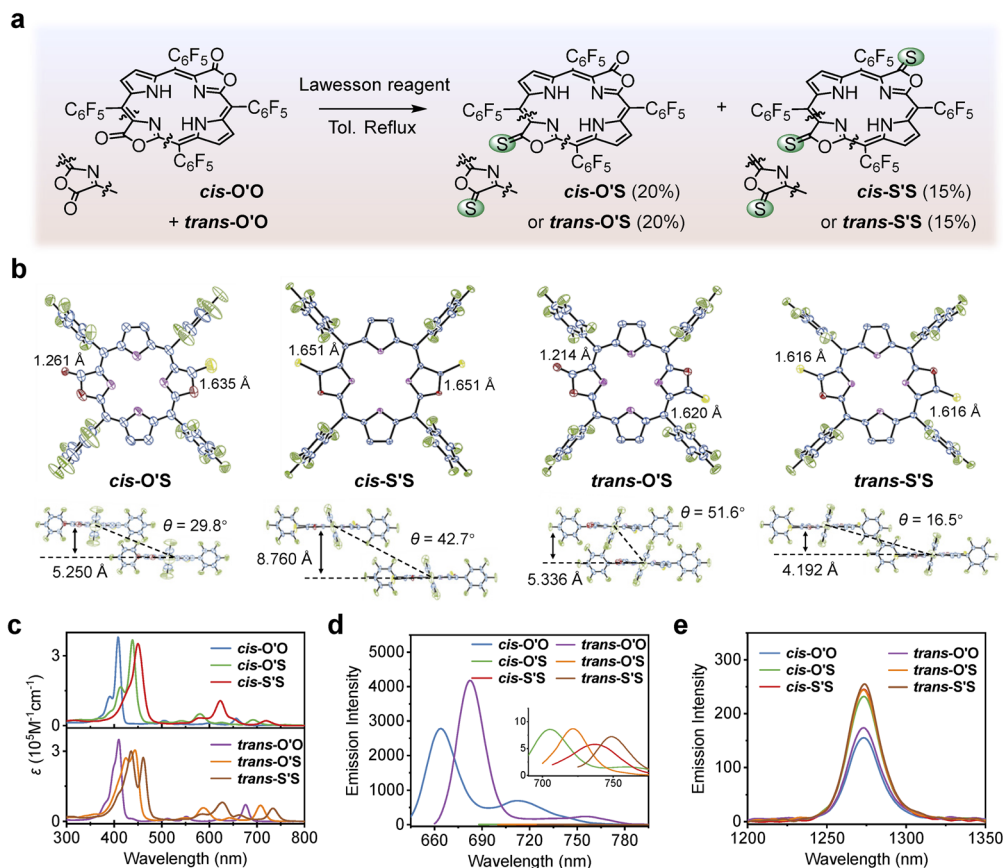 a
C6F5
O
O
NH
N
C6F5
C6F5
N
HN
O
O
C6F5
N
O
O
cis-O'O
+ trans-O'O
Lawesson reagent
Tol. Reflux
C6F5
O
O
NH
N
C6F5
C6F5
N
HN
S
O
C6F5
N
O
S
cis-O'S (20%)
or trans-O'S (20%)
+
C6F5
S
O
NH
N
C6F5
C6F5
N
HN
S
O
C6F5
N
O
S
cis-S'S (15%)
or trans-S'S (15%)
b
1.261 Å
1.635 Å
cis-O'S
1.651 Å
1.651 Å
cis-S'S
1.214 Å
1.620 Å
trans-O'S
1.616 Å
1.616 Å
trans-S'S
θ = 29.8°
5.250 Å
θ = 42.7°
8.760 Å
θ = 51.6°
5.336 Å
θ = 16.5°
4.192 Å
c
ε (10⁵M⁻¹cm⁻¹)
3
0
cis-O'O
cis-O'S
cis-S'S
3
0
trans-O'O
trans-O'S
trans-S'S
300 400 500 600 700 800
Wavelength (nm)
d
Emission Intensity
5000
4000
3000
2000
1000
0
cis-O'O trans-O'O
cis-O'S trans-O'S
cis-S'S trans-S'S
10
5
0
700 750
660 690 720 750 780
Wavelength (nm)
e
Emission Intensity
300
200
100
0
cis-O'O trans-O'O
cis-O'S trans-O'S
cis-S'S trans-S'S
1200 1250 1300 1350
Wavelength (nm)